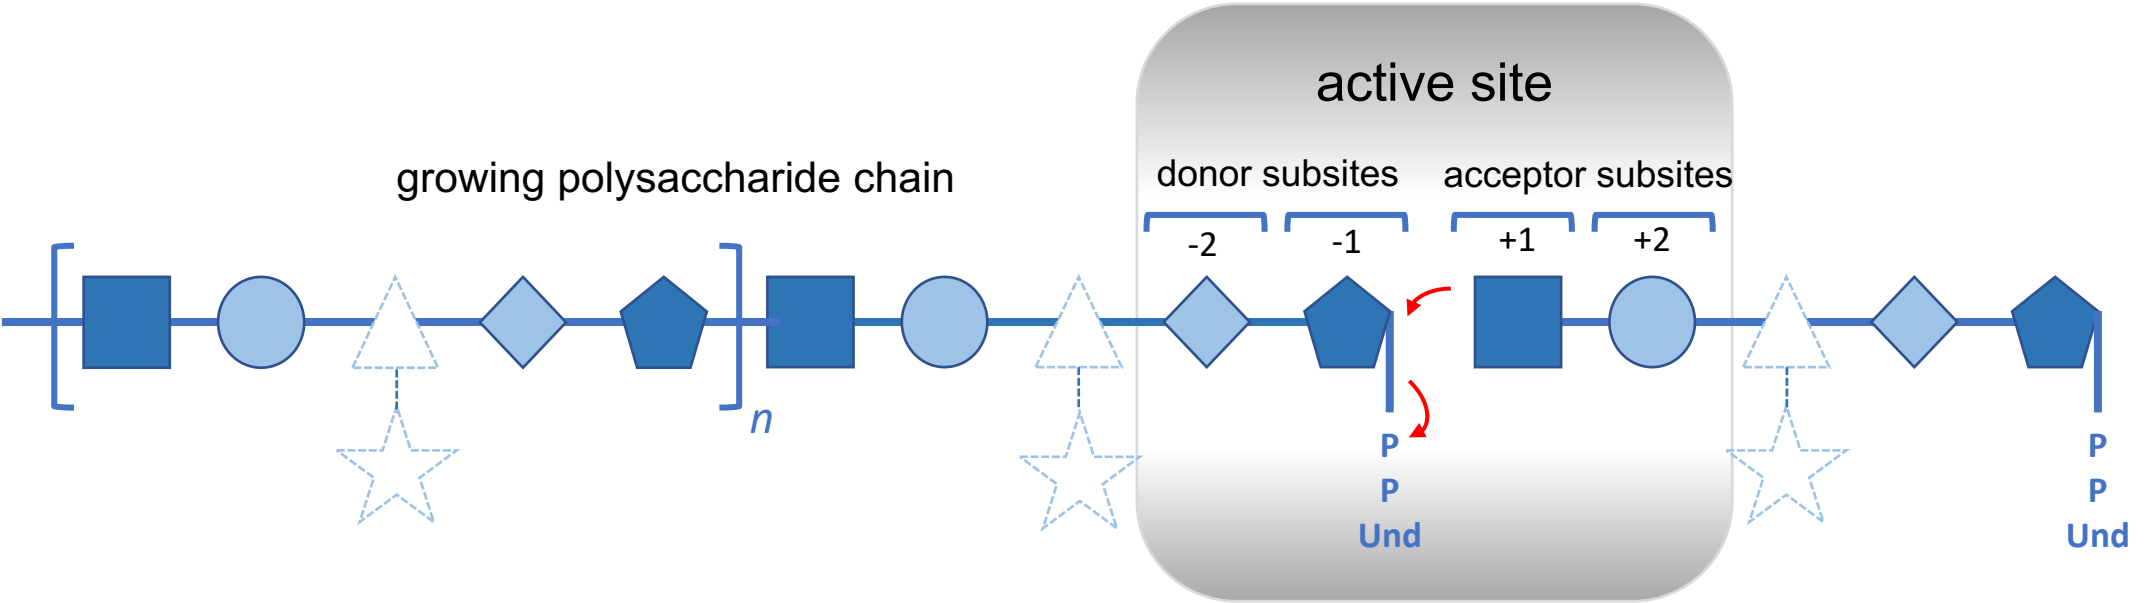 active site
growing polysaccharide chain
donor subsites
acceptor subsites
-2
-1
+1
+2
n
P
P
Und
P
P
Und